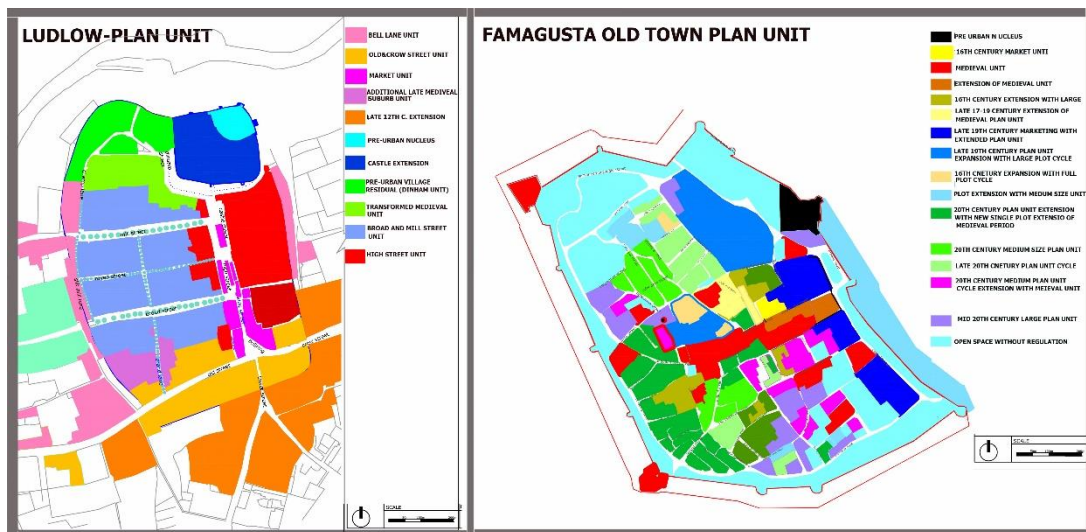 LUDLOW-PLAN UNIT
BELL LANE UNIT
OLD&CROW STREET UNIT
MARKET UNIT
ADDITIONAL LATE MEDIVEAL
SUBURB UNIT
LATE 12TH C. EXTENSION
PRE-URBAN NUCLEUS
CASTLE EXTENSION
PRE-URBAN VILLAGE
RESIDUAL (DENHAM UNIT)
TRANSFORMED MEDIEVAL
UNIT
BROAD AND MILL STREET
UNIT
HIGH STREET UNIT
SCALE
FAMAGUSTA OLD TOWN PLAN UNIT
PRE URBAN N UCLEUS
16TH CENTURY MARKET UNTI
MEDIEVAL UNIT
EXTENSION OF MEDIEVAL UNIT
16TH CENTURY EXTENSION WITH LARGE
LATE 17-19 CENTURY EXTENSION OF
MEDIEVAL PLAN UNIT
LATE 19TH CENTURY MARKETING WITH
EXTENDED PLAN UNIT
LATE 20TH CENTURY PLAN UNIT
EXPANSION WITH LARGE PLOT CYCLE
16TH CNETURY EXPANSION WITH FULL
PLOT CYCLE
PLOT EXTENSION WITH MEDUM SIZE UNIT
20TH CENTURY PLAN UNIT EXTENSION
WITH NEW SINGLE PLOT EXTENSIO OF
MEDIEVAL PERIOD
20TH CENTURY MEDIUM SIZE PLAN UNIT
LATE 20TH CNETURY PLAN UNIT CYCLE
20TH CENTURY MEDIUM PLAN UNIT
CYCLE EXTENSION WITH MEIEVAL UNIT
MID 20TH CENTURY LARGE PLAN UNIT
OPEN SPACE WITHOUT REGULATION
SCALE